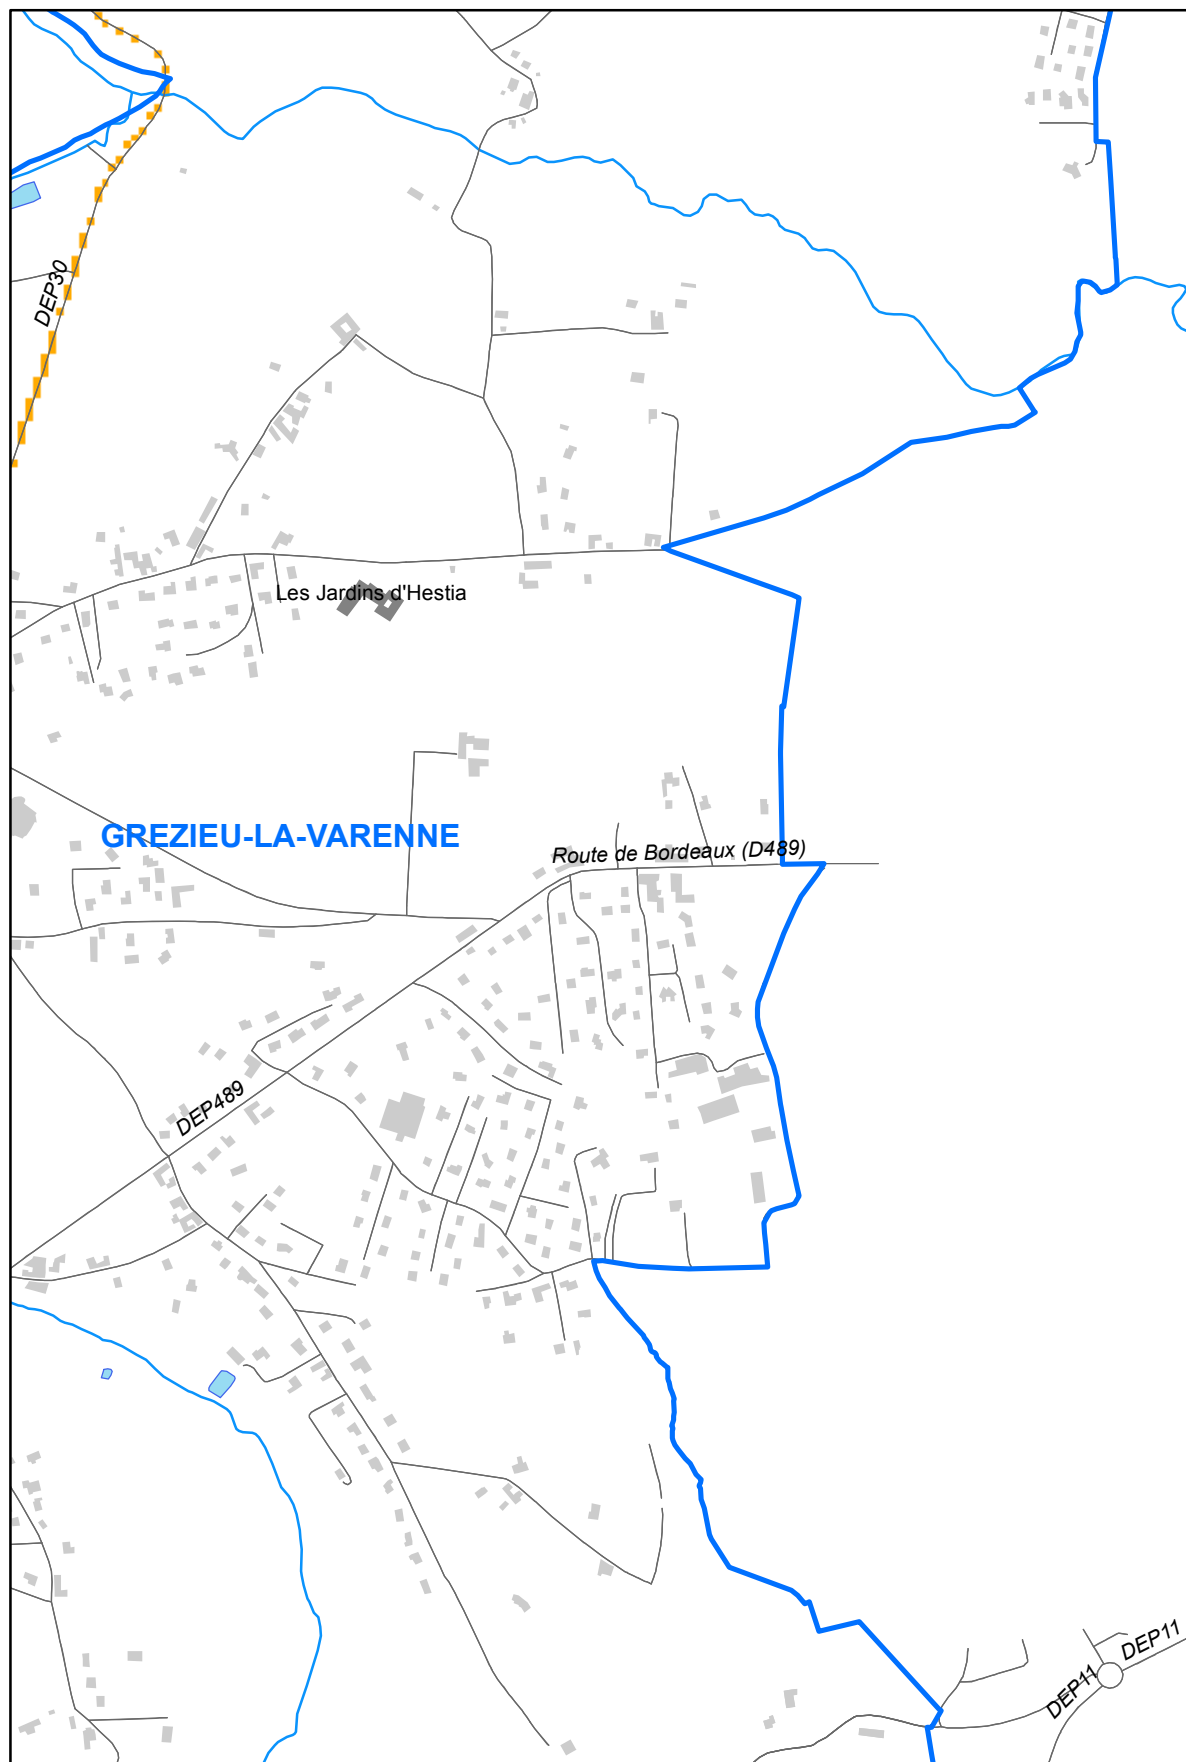 DEP30
Les Jardins d'Hestia
GREZIEU-LA-VARENNE
Route de Bordeaux (D489)
DEP489
DEP11
DEP11